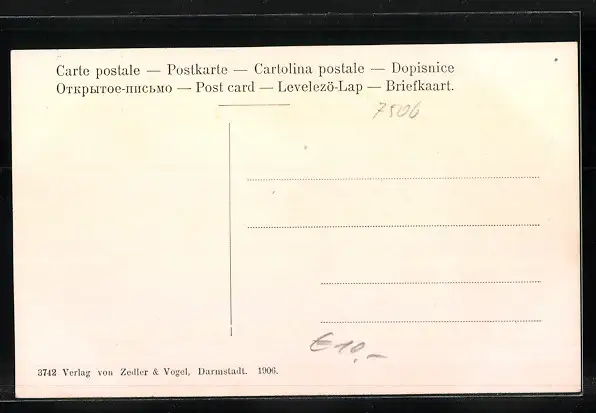 Carte postale — Postkarte — Cartolina postale — Dopisnice
Открытое-письмо — Post card — Levelezö-Lap — Briefkaart.
7506
€ 10,-
3742 Verlag von Zedler & Vogel, Darmstadt. 1906.